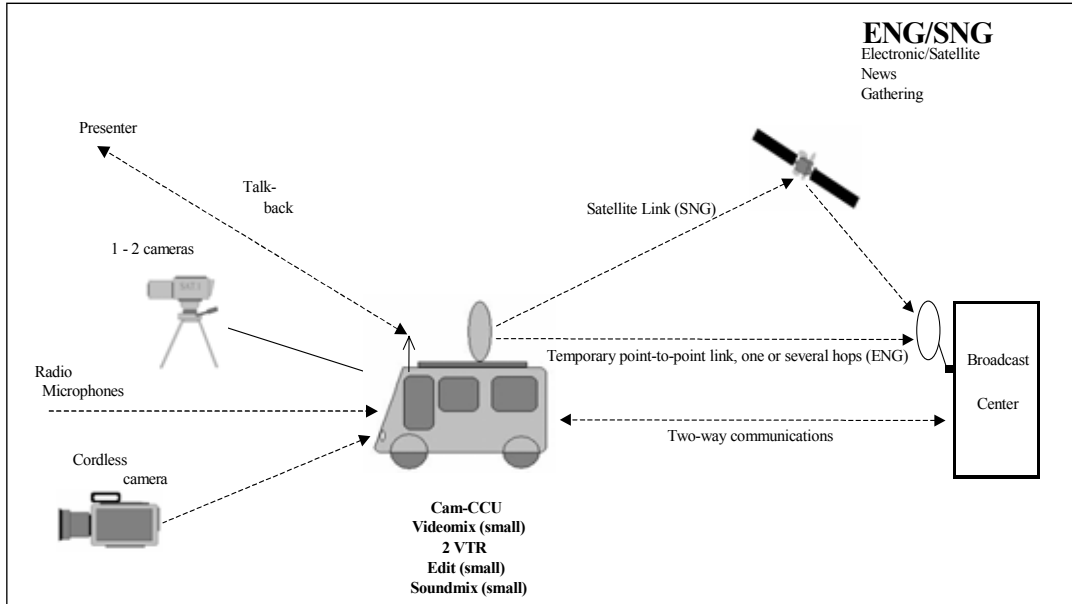 ENG/SNG
Electronic/Satellite
News
Gathering
Presenter
Talk-
back
Satellite Link (SNG)
1 - 2 cameras
SAT.1
Temporary point-to-point link, one or several hops (ENG)
Broadcast
Center
Radio
Microphones
Two-way communications
Cordless
camera
Cam-CCU
Videomix (small)
2 VTR
Edit (small)
Soundmix (small)